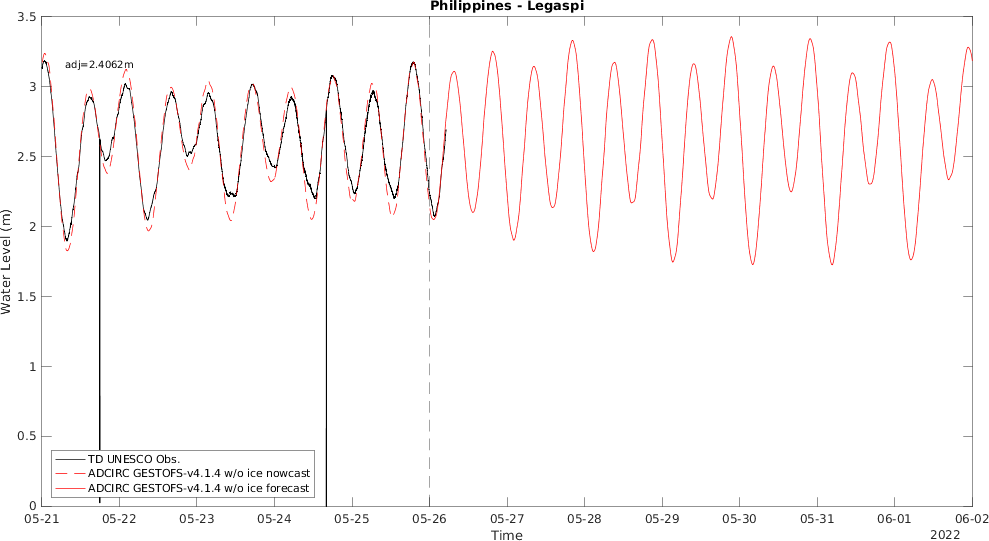 Philippines - Legaspi
adj=2.4062m
3.5
3
2.5
2
1.5
1
0.5
0
Water Level (m)
TD UNESCO Obs.
ADCIRC GESTOFS-v4.1.4 w/o ice nowcast
ADCIRC GESTOFS-v4.1.4 w/o ice forecast
05-21 05-22 05-23 05-24 05-25 05-26 05-27 05-28 05-29 05-30 05-31 06-01 06-02
Time
2022